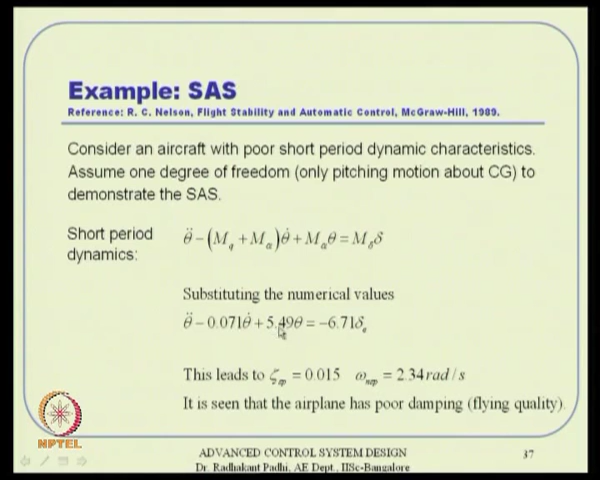 Example: SAS
Reference: R. C. Nelson, Flight Stability and Automatic Control, McGraw-Hill, 1989.
Consider an aircraft with poor short period dynamic characteristics.
Assume one degree of freedom (only pitching motion about CG) to
demonstrate the SAS.
Short period dynamics: θ̈ − (M_q + M_α̇)θ̇ + M_αθ = M_δδ
Substituting the numerical values
θ̈ − 0.071θ̇ + 5.49θ = −6.71δ_e
This leads to ζ_sp = 0.015 ω_nsp = 2.34 rad / s
It is seen that the airplane has poor damping (flying quality).
NPTEL
ADVANCED CONTROL SYSTEM DESIGN
Dr. Radhakant Padhi, AE Dept., IISc-Bangalore
37